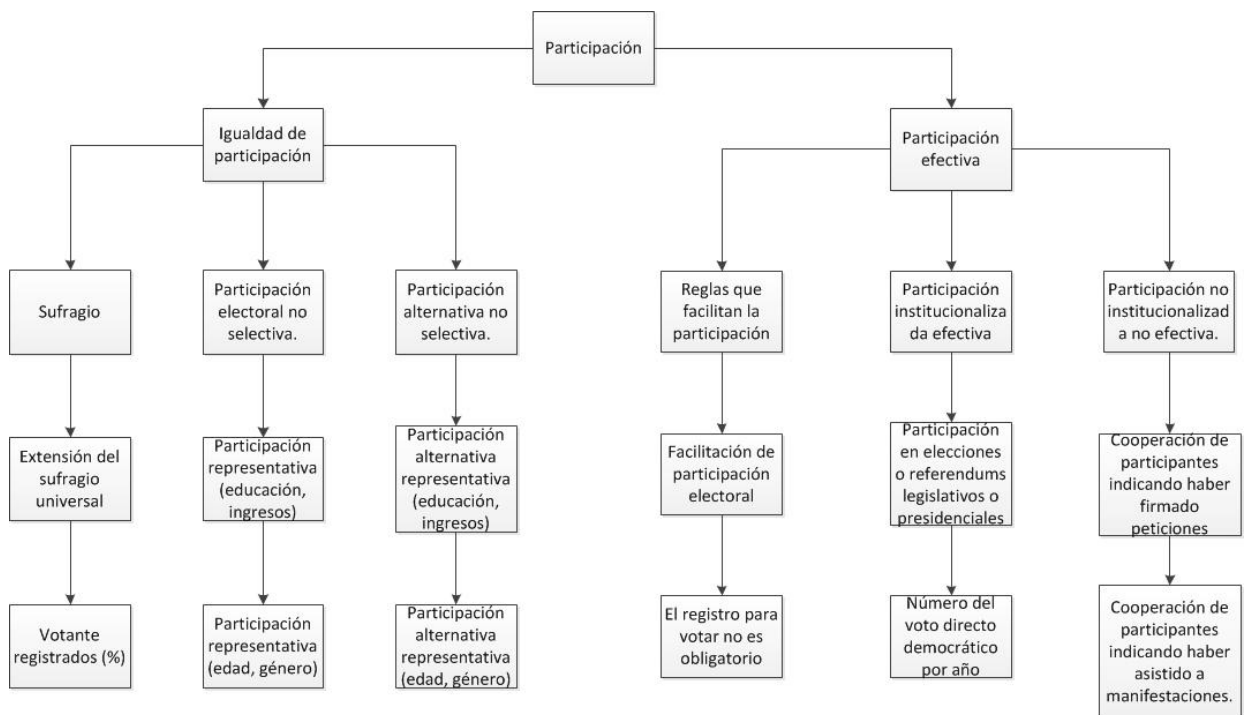 Participación
Igualdad de
participación
Participación
efectiva
Sufragio
Participación
electoral no
selectiva.
Participación
alternativa no
selectiva.
Reglas que
facilitan la
participación
Participación
institucionaliza
da efectiva
Participación no
institucionalizad
a no efectiva.
Extensión del
sufragio
universal
Participación
representativa
(educación,
ingresos)
Participación
alternativa
representativa
(educación,
ingresos)
Facilitación de
participación
electoral
Participación
en elecciones
o referendums
legislativos o
presidenciales
Cooperación de
participantes
indicando haber
firmado
peticiones
Votante
registrados (%)
Participación
representativa
(edad, género)
Participación
alternativa
representativa
(edad, género)
El registro para
votar no es
obligatorio
Número del
voto directo
democrático
por año
Cooperación de
participantes
indicando haber
asistido a
manifestaciones.